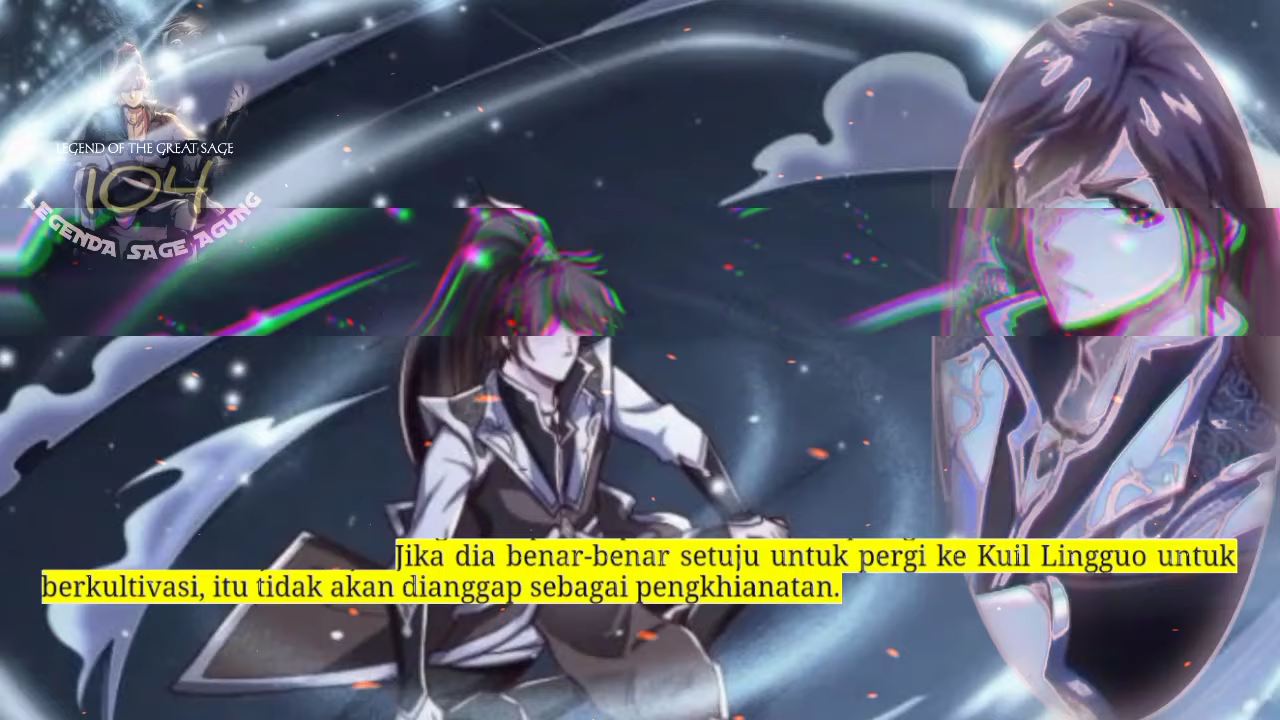 LEGEND OF THE GREAT SAGE
104
LEGENDA SAGE AGUNG
Jika dia benar-benar setuju untuk pergi ke Kuil Lingguo untuk
berkultivasi, itu tidak akan dianggap sebagai pengkhianatan.